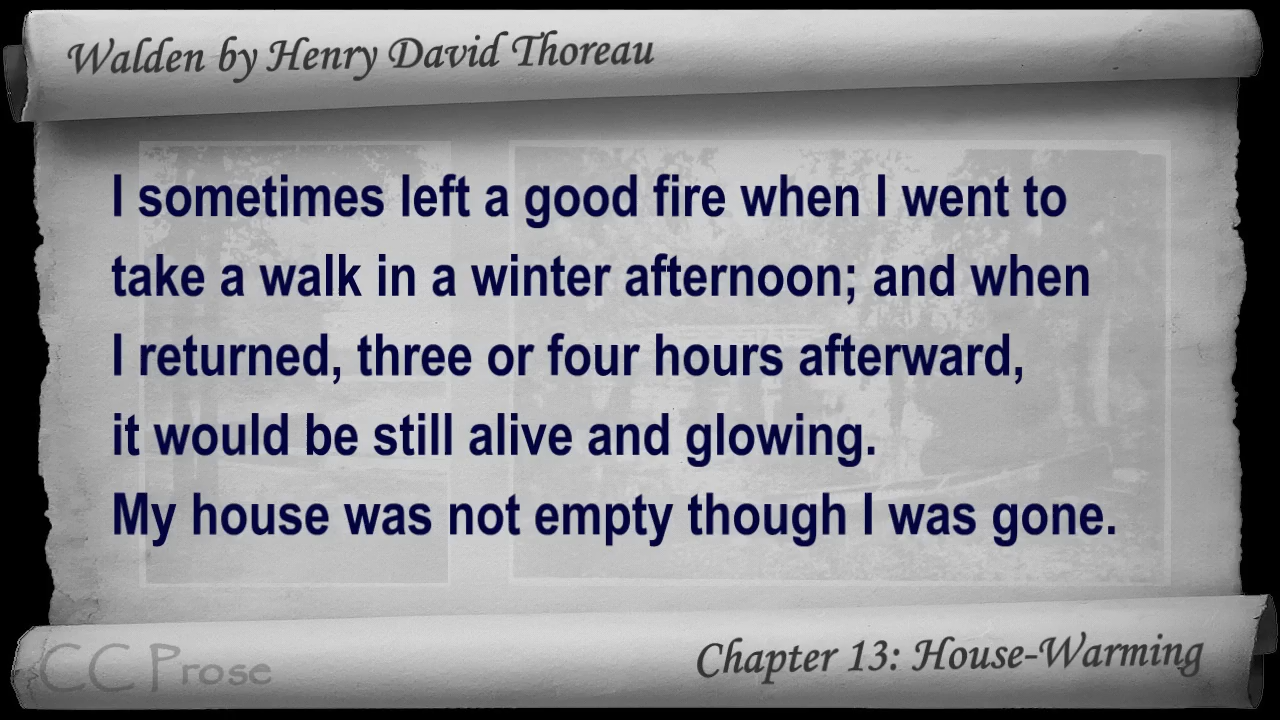 Walden by Henry David Thoreau
I sometimes left a good fire when I went to
take a walk in a winter afternoon; and when
I returned, three or four hours afterward,
it would be still alive and glowing.
My house was not empty though I was gone.
CC Prose
Chapter 13: House-Warming